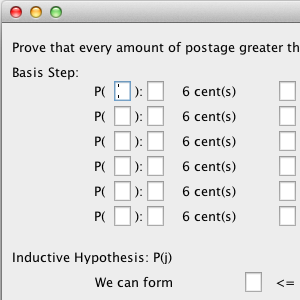 Prove that every amount of postage greater th
Basis Step:
P( ): 6 cent(s)
P( ): 6 cent(s)
P( ): 6 cent(s)
P( ): 6 cent(s)
P( ): 6 cent(s)
P( ): 6 cent(s)
Inductive Hypothesis: P(j)
We can form <=